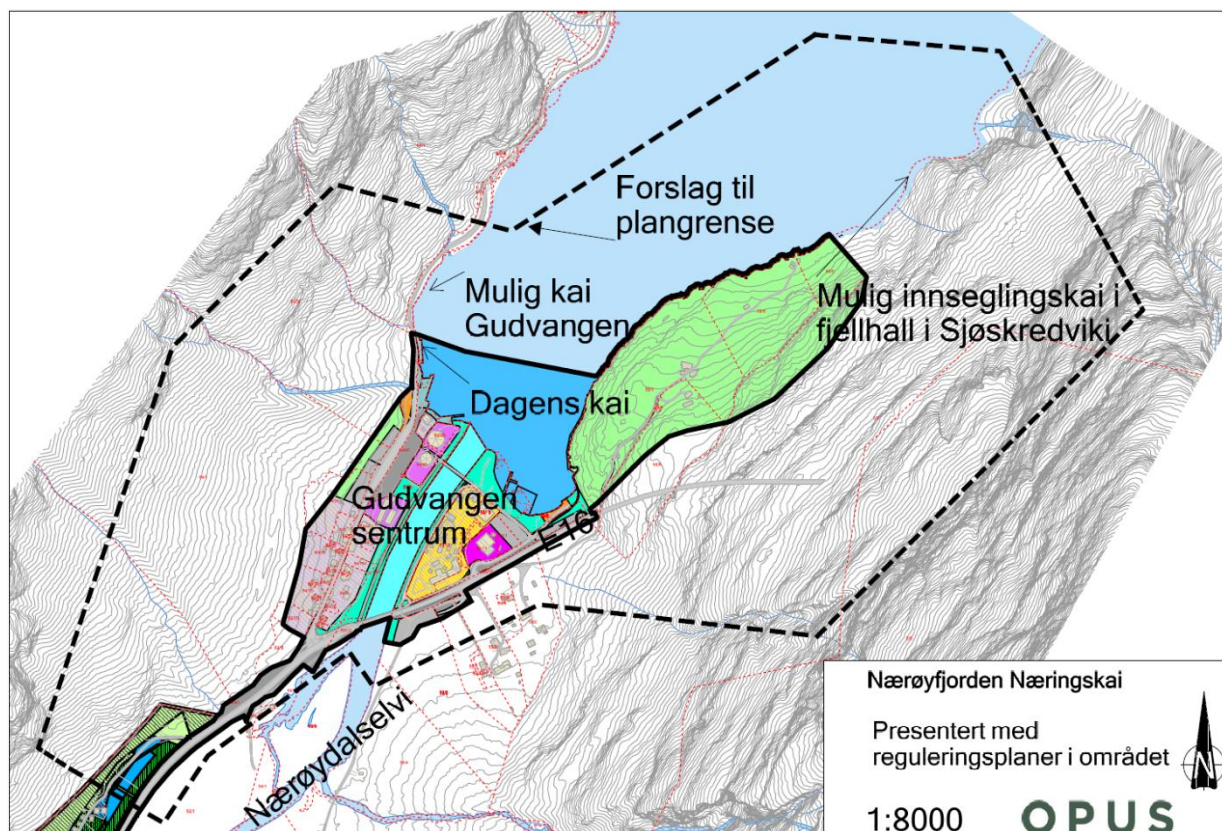 Forslag til
plangrense
Mulig kai
Gudvangen
Mulig innseglingskai i
fjellhall i Sjøskredviki
Dagens kai
Gudvangen
sentrum
E16
Nærøydalselvi
Nærøyfjorden Næringskai
Presentert med
reguleringsplaner i området
N
1:8000
OPUS